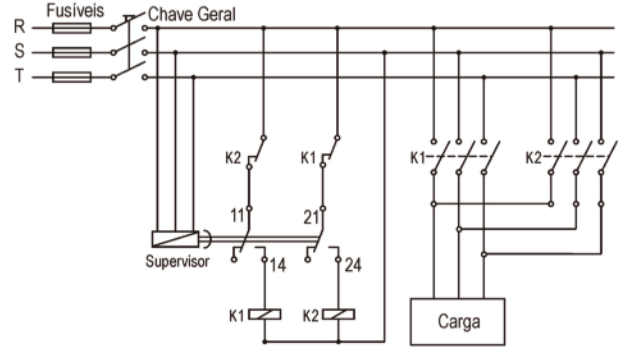 Fusíveis
Chave Geral
R
S
T
K2
K1
K1
K2
11
21
Supervisor
14
24
K1
K2
Carga